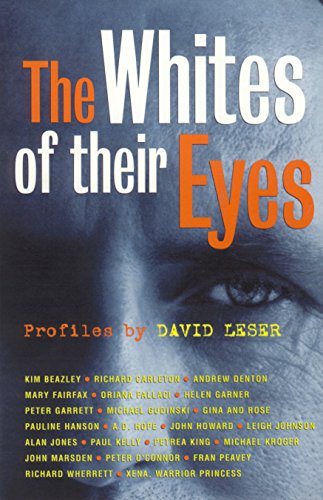 The Whites
of their
Eyes
Profiles by DAVID LESER
KIM BEAZLEY • RICHARD CARLETON • ANDREW DENTON
MARY FAIRFAX • ORIANA FALLACI • HELEN GARNER
PETER GARRETT • MICHAEL GUDINSKI • GINA AND ROSE
PAULINE HANSON • A.D. HOPE • JOHN HOWARD • LEIGH JOHNSON
ALAN JONES • PAUL KELLY • PETREA KING • MICHAEL KROGER
JOHN MARSDEN • PETER O'CONNOR • FRAN PEAVEY
RICHARD WHERRETT • XENA, WARRIOR PRINCESS